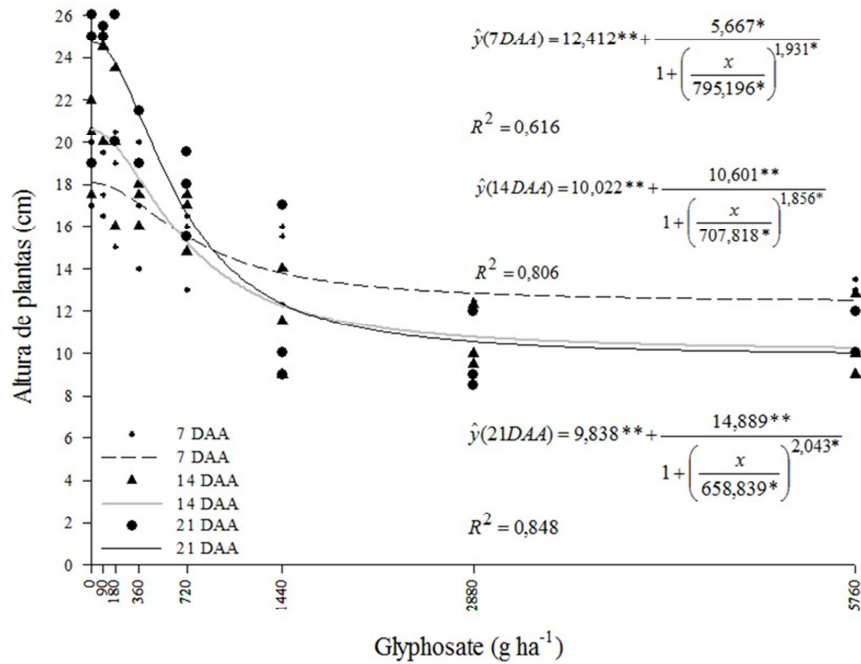 26
24
22
20
18
16
14
12
10
8
6
4
2
0
Altura de plantas (cm)
ŷ(7DAA) = 12,412** + 5,667* / 1 + (x / 795,196*)^1,931*
R² = 0,616
ŷ(14DAA) = 10,022** + 10,601** / 1 + (x / 707,818*)^1,856*
R² = 0,806
ŷ(21DAA) = 9,838** + 14,889** / 1 + (x / 658,839*)^2,043*
R² = 0,848
7 DAA
7 DAA
14 DAA
14 DAA
21 DAA
21 DAA
0 90 180 360 720 1440 2880 5760
Glyphosate (g ha⁻¹)